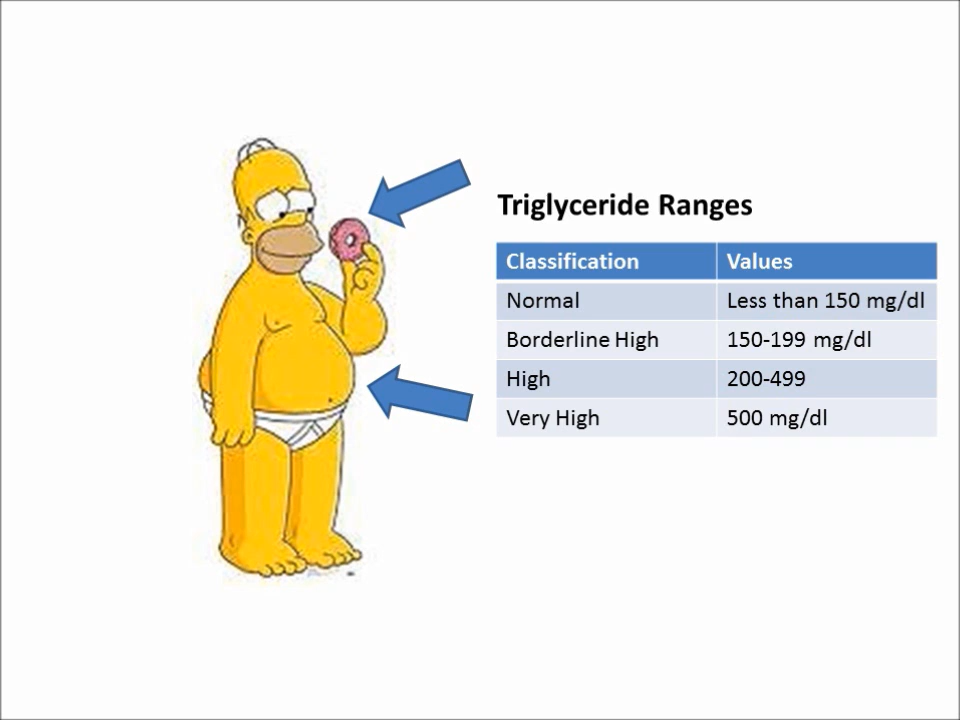 Triglyceride Ranges
Classification Values
Normal Less than 150 mg/dl
Borderline High 150-199 mg/dl
High 200-499
Very High 500 mg/dl